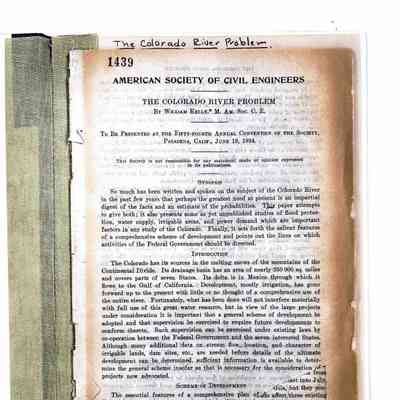 The Colorado River Problem.
1439
AMERICAN SOCIETY OF CIVIL ENGINEERS
THE COLORADO RIVER PROBLEM
By William Kelly,* M. Am. Soc. C. E.
To Be Presented at the Fifty-fourth Annual Convention of the Society,
Pasadena, Calif., June 18, 1924.
This Society is not responsible for any statement made or opinion expressed
in its publications.
Synopsis
So much has been written and spoken on the subject of the Colorado River
in the past few years that perhaps the greatest need at present is an impartial
digest of the facts and an estimate of the probabilities. This paper attempts
to give both; it also presents some as yet unpublished studies of flood protec-
tion, water supply, irrigable areas, and power demand which are important
factors in any study of the Colorado. Finally, it sets forth the salient features
of a comprehensive scheme of development and points out the lines on which
activities of the Federal Government should be directed.
Introduction
The Colorado has its sources in the melting snows of the mountains of the
Continental Divide. Its drainage basin has an area of nearly 250 000 sq. miles
and covers parts of seven States. Its delta is in Mexico through which it
flows to the Gulf of California. Development, mostly irrigation, has gone
forward up to the present with little or no thought of a comprehensive use of
the entire river. Fortunately, what has been done will not interfere materially
with full use of this great water resource, but in view of the large projects
under consideration it is important that a general scheme of development be
adopted and that supervision be exercised to require future developments to
conform thereto. Such supervision can be exercised under existing laws by
co-operation between the Federal Government and the seven interested States.
Although many additional data on stream flow, location, and character of
irrigable lands, dam sites, etc., are needed before details of the ultimate
development can be determined, sufficient information is available to determine
the general scheme insofar as that is necessary for the consideration of
projects now advocated.
from
into July,
but they
Scheme of Development
The essential features of a comprehensive plan affect three existing